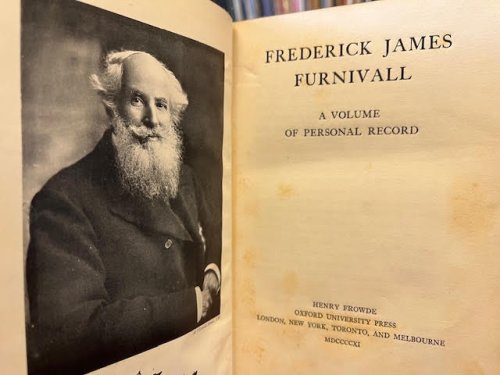 FREDERICK JAMES
FURNIVALL
A VOLUME
OF PERSONAL RECORD
HENRY FROWDE
OXFORD UNIVERSITY PRESS
LONDON, NEW YORK, TORONTO, AND MELBOURNE
MDCCCCXI